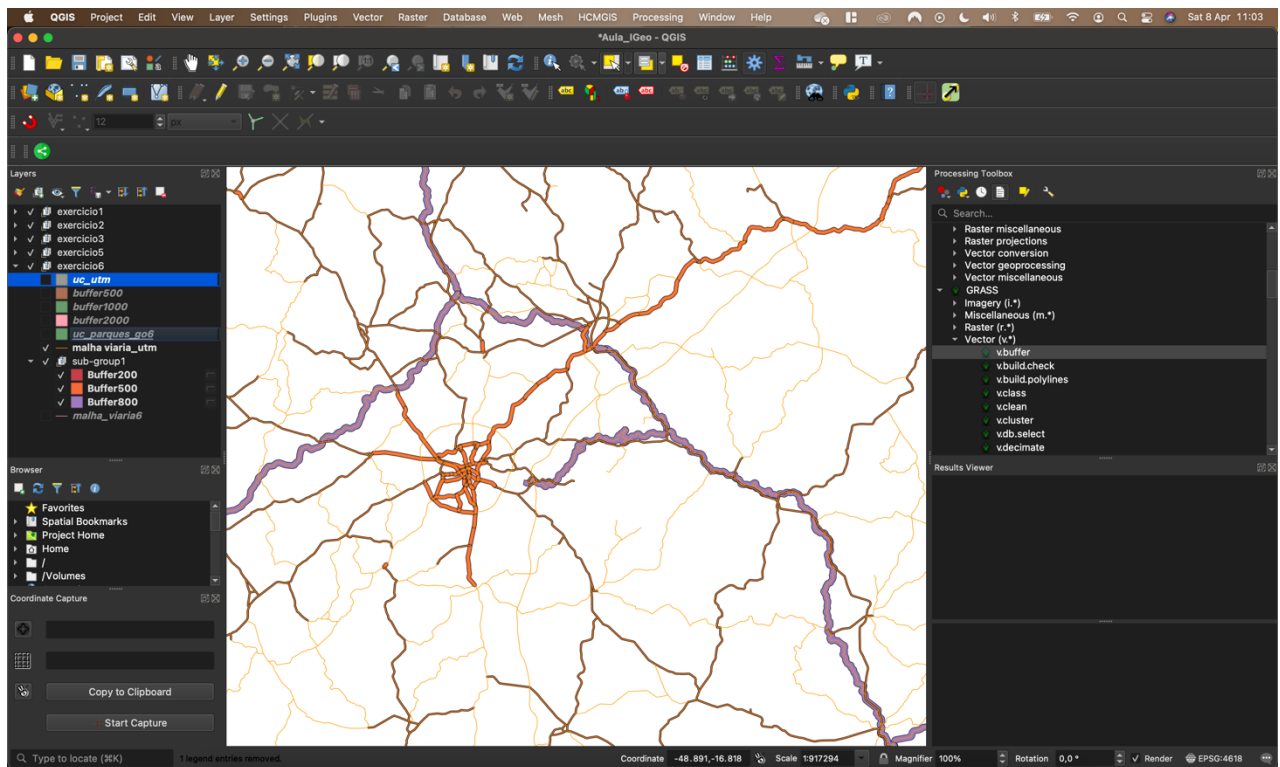 QGIS Project Edit View Layer Settings Plugins Vector Raster Database Web Mesh HCMGIS Processing Window Help Sat 8 Apr 11:03
*Aula_IGeo - QGIS
12 px
Layers
exercicio1
exercicio2
exercicio3
exercicio5
exercicio6
uc_utm
buffer500
buffer1000
buffer2000
uc_parques_go6
malha viaria_utm
sub-group1
Buffer200
Buffer500
Buffer800
malha_viaria6
Browser
Favorites
Spatial Bookmarks
Project Home
Home
/
/Volumes
Coordinate Capture
Copy to Clipboard
Start Capture
Processing Toolbox
Search...
Raster miscellaneous
Raster projections
Vector conversion
Vector geoprocessing
Vector miscellaneous
GRASS
Imagery (i.*)
Miscellaneous (m.*)
Raster (r.*)
Vector (v.*)
v.buffer
v.build.check
v.build.polylines
v.class
v.clean
v.cluster
v.db.select
v.decimate
Results Viewer
Type to locate (⌘K) 1 legend entries removed. Coordinate -48.891,-16.818 Scale 1:917294 Magnifier 100% Rotation 0,0 ° Render EPSG:4618